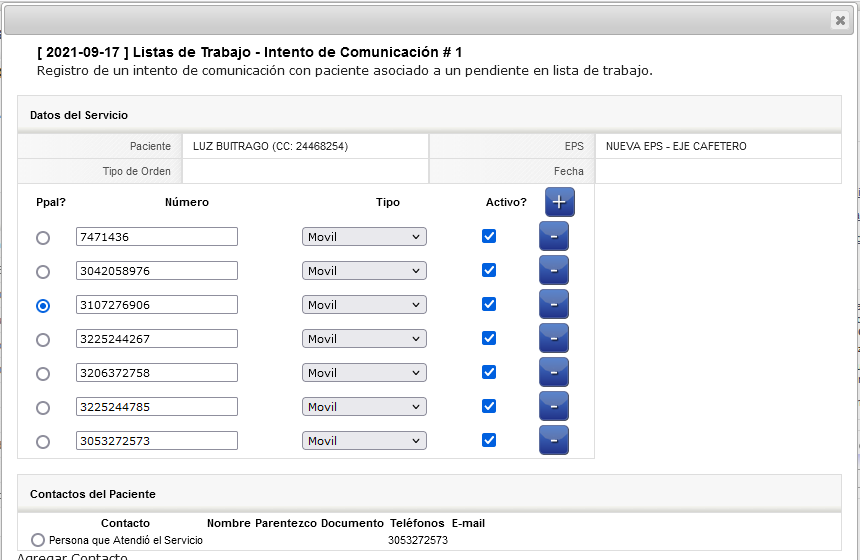 [ 2021-09-17 ] Listas de Trabajo - Intento de Comunicación # 1
Registro de un intento de comunicación con paciente asociado a un pendiente en lista de trabajo.
Datos del Servicio
Paciente LUZ BUITRAGO (CC: 24468254) EPS NUEVA EPS - EJE CAFETERO
Tipo de Orden Fecha
Ppal? Número Tipo Activo? +
7471436 Movil -
3042058976 Movil -
3107276906 Movil -
3225244267 Movil -
3206372758 Movil -
3225244785 Movil -
3053272573 Movil -
Contactos del Paciente
Contacto Nombre Parentezco Documento Teléfonos E-mail
Persona que Atendió el Servicio 3053272573
Agregar Contacto